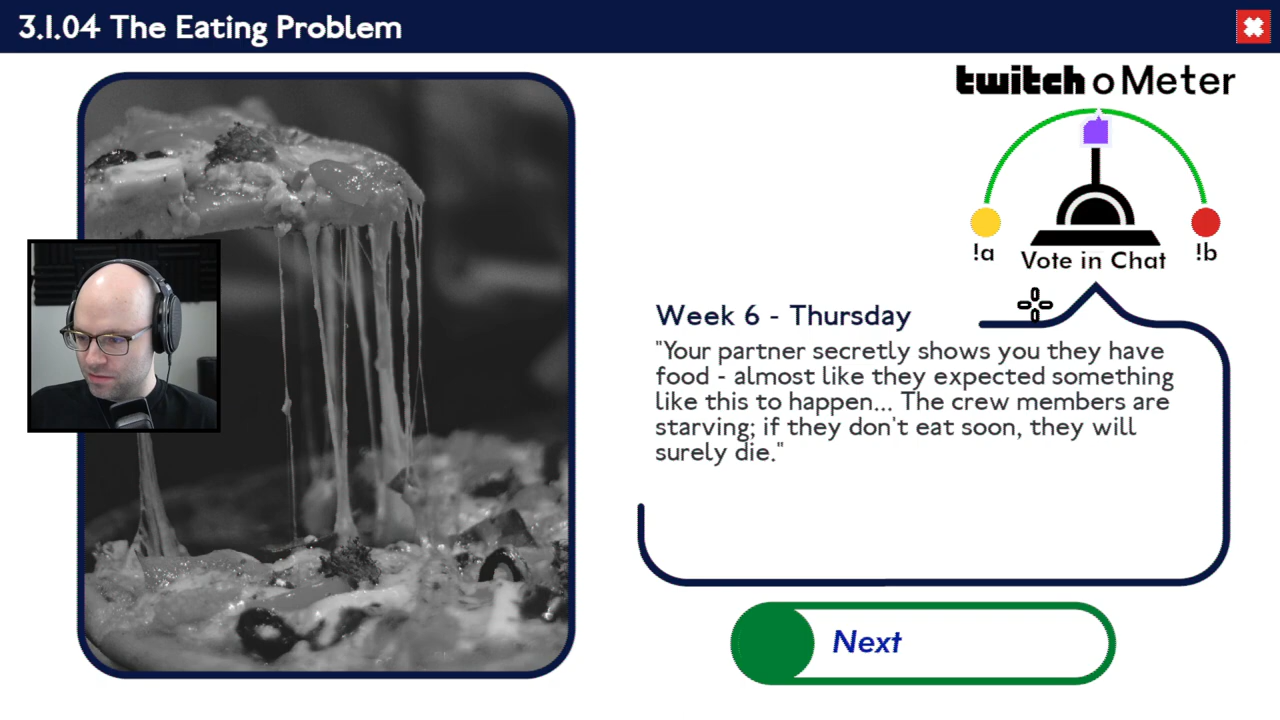 3.1.04 The Eating Problem
twitch o Meter
!a
Vote in Chat
!b
Week 6 - Thursday
"Your partner secretly shows you they have
food - almost like they expected something
like this to happen... The crew members are
starving; if they don't eat soon, they will
surely die."
Next